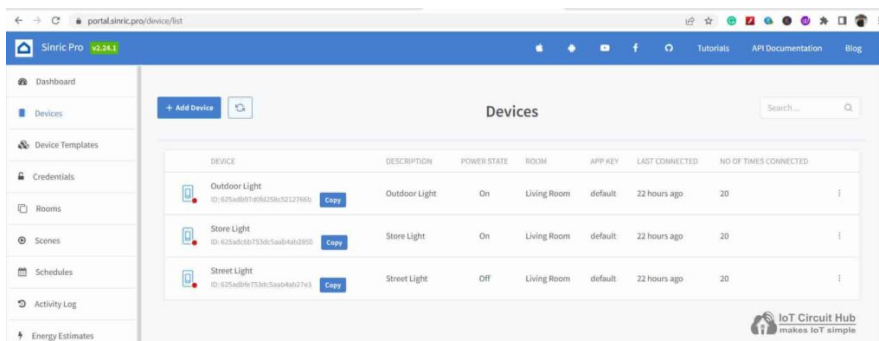 portal.sinric.pro/device/list
Sinric Pro v2.24.1
Tutorials API Documentation Blog
Dashboard
Devices
Device Templates
Credentials
Rooms
Scenes
Schedules
Activity Log
Energy Estimates
+ Add Device
Devices
Search...
DEVICE DESCRIPTION POWER STATE ROOM APP KEY LAST CONNECTED NO OF TIMES CONNECTED
Outdoor Light Outdoor Light On Living Room default 22 hours ago 20
Copy
Store Light Store Light On Living Room default 22 hours ago 20
Copy
Street Light Street Light Off Living Room default 22 hours ago 20
Copy
IoT Circuit Hub
makes IoT simple